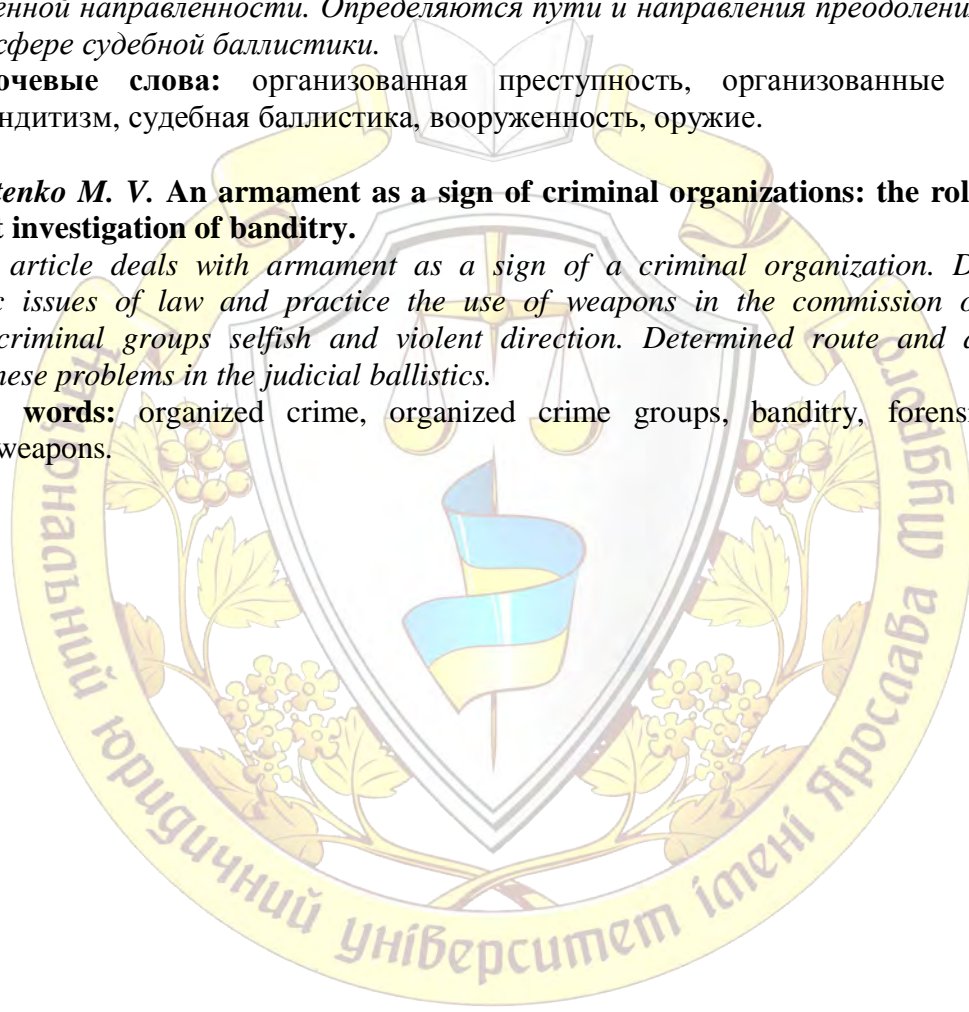 енной направленности. Определяются пути и направления преодолени
сфере судебной баллистики.
очевые слова: организованная преступность, организованные
ндитизм, судебная баллистика, вооруженность, оружие.
tenko M. V. An armament as a sign of criminal organizations: the rol
t investigation of banditry.
article deals with armament as a sign of a criminal organization. D
c issues of law and practice the use of weapons in the commission o
criminal groups selfish and violent direction. Determined route and c
hese problems in the judicial ballistics.
words: organized crime, organized crime groups, banditry, forensi
weapons.
Національний юридичний університет імені Ярослава Мудрого